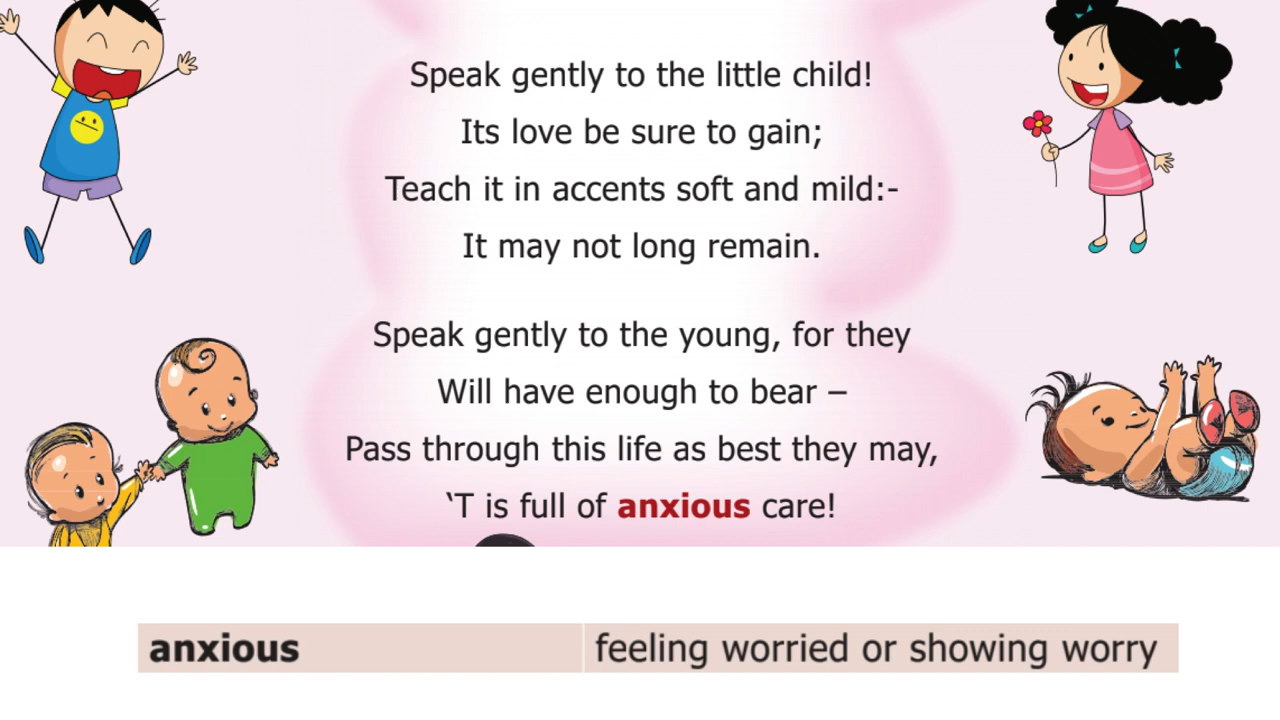 Speak gently to the little child!
Its love be sure to gain;
Teach it in accents soft and mild:-
It may not long remain.
Speak gently to the young, for they
Will have enough to bear –
Pass through this life as best they may,
‘T is full of anxious care!
anxious feeling worried or showing worry